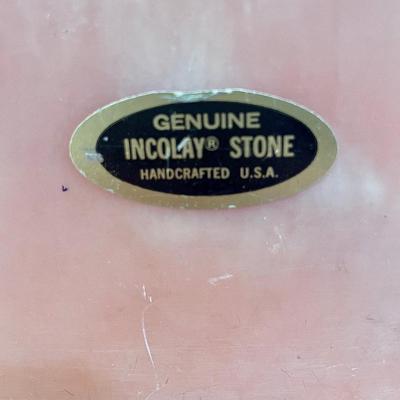 GENUINE
INCOLAY® STONE
HANDCRAFTED U.S.A.